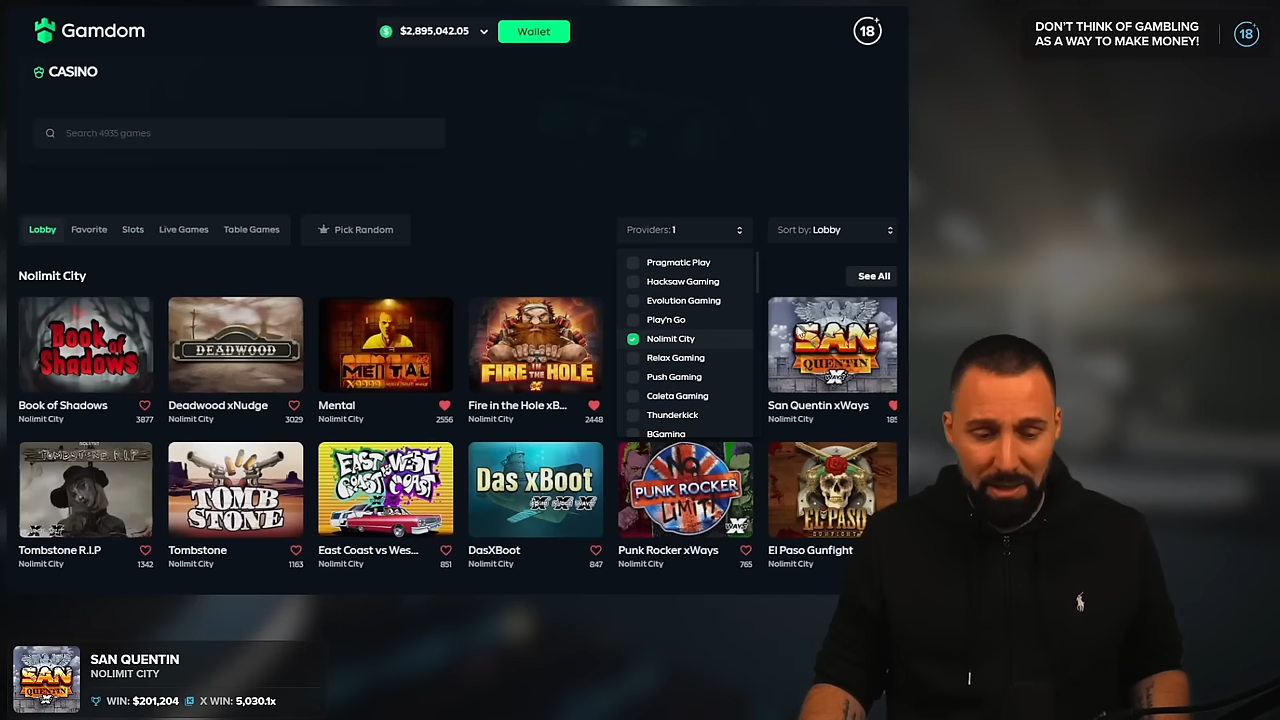 Gamdom
$2,895,042.05
Wallet
18+
DON'T THINK OF GAMBLING
AS A WAY TO MAKE MONEY!
18+
CASINO
Search 4935 games
Lobby
Favorite
Slots
Live Games
Table Games
Pick Random
Providers: 1
Sort by: Lobby
Pragmatic Play
Hacksaw Gaming
Evolution Gaming
Play'n Go
Nolimit City
Relax Gaming
Push Gaming
Caleta Gaming
Thunderkick
BGaming
Nolimit City
See All
Book of
Shadows
DEADWOOD
MENTAL
FIRE
IN THE
HOLE
SAN
QUENTIN
Book of Shadows
Deadwood xNudge
Mental
Fire in the Hole xB...
San Quentin xWays
Nolimit City
3877
Nolimit City
3029
Nolimit City
2556
Nolimit City
2448
Nolimit City
TOMBSTONE R.I.P
TOMB
STONE
EAST COAST VS WEST COAST
Das xBoot
NO
PUNK ROCKER
LIMIT!
EL PASO
GUNFIGHT
Tombstone R.I.P
Tombstone
East Coast vs Wes...
DasXBoot
Punk Rocker xWays
El Paso Gunfight
Nolimit City
1342
Nolimit City
1163
Nolimit City
851
Nolimit City
847
Nolimit City
765
Nolimit City
SAN
QUENTIN
SAN QUENTIN
NOLIMIT CITY
WIN: $201,204
X WIN: 5,030.1x